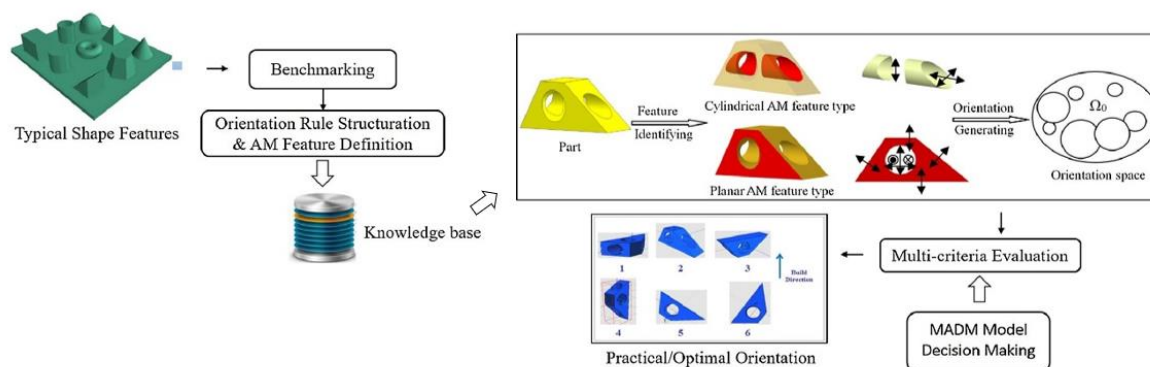 Typical Shape Features
Benchmarking
Orientation Rule Structuration
& AM Feature Definition
Knowledge base
Part
Feature
Identifying
Cylindrical AM feature type
Planar AM feature type
Orientation
Generating
Ω0
Orientation space
Multi-criteria Evaluation
MADM Model
Decision Making
1
2
3
Build
Direction
4
5
6
Practical/Optimal Orientation